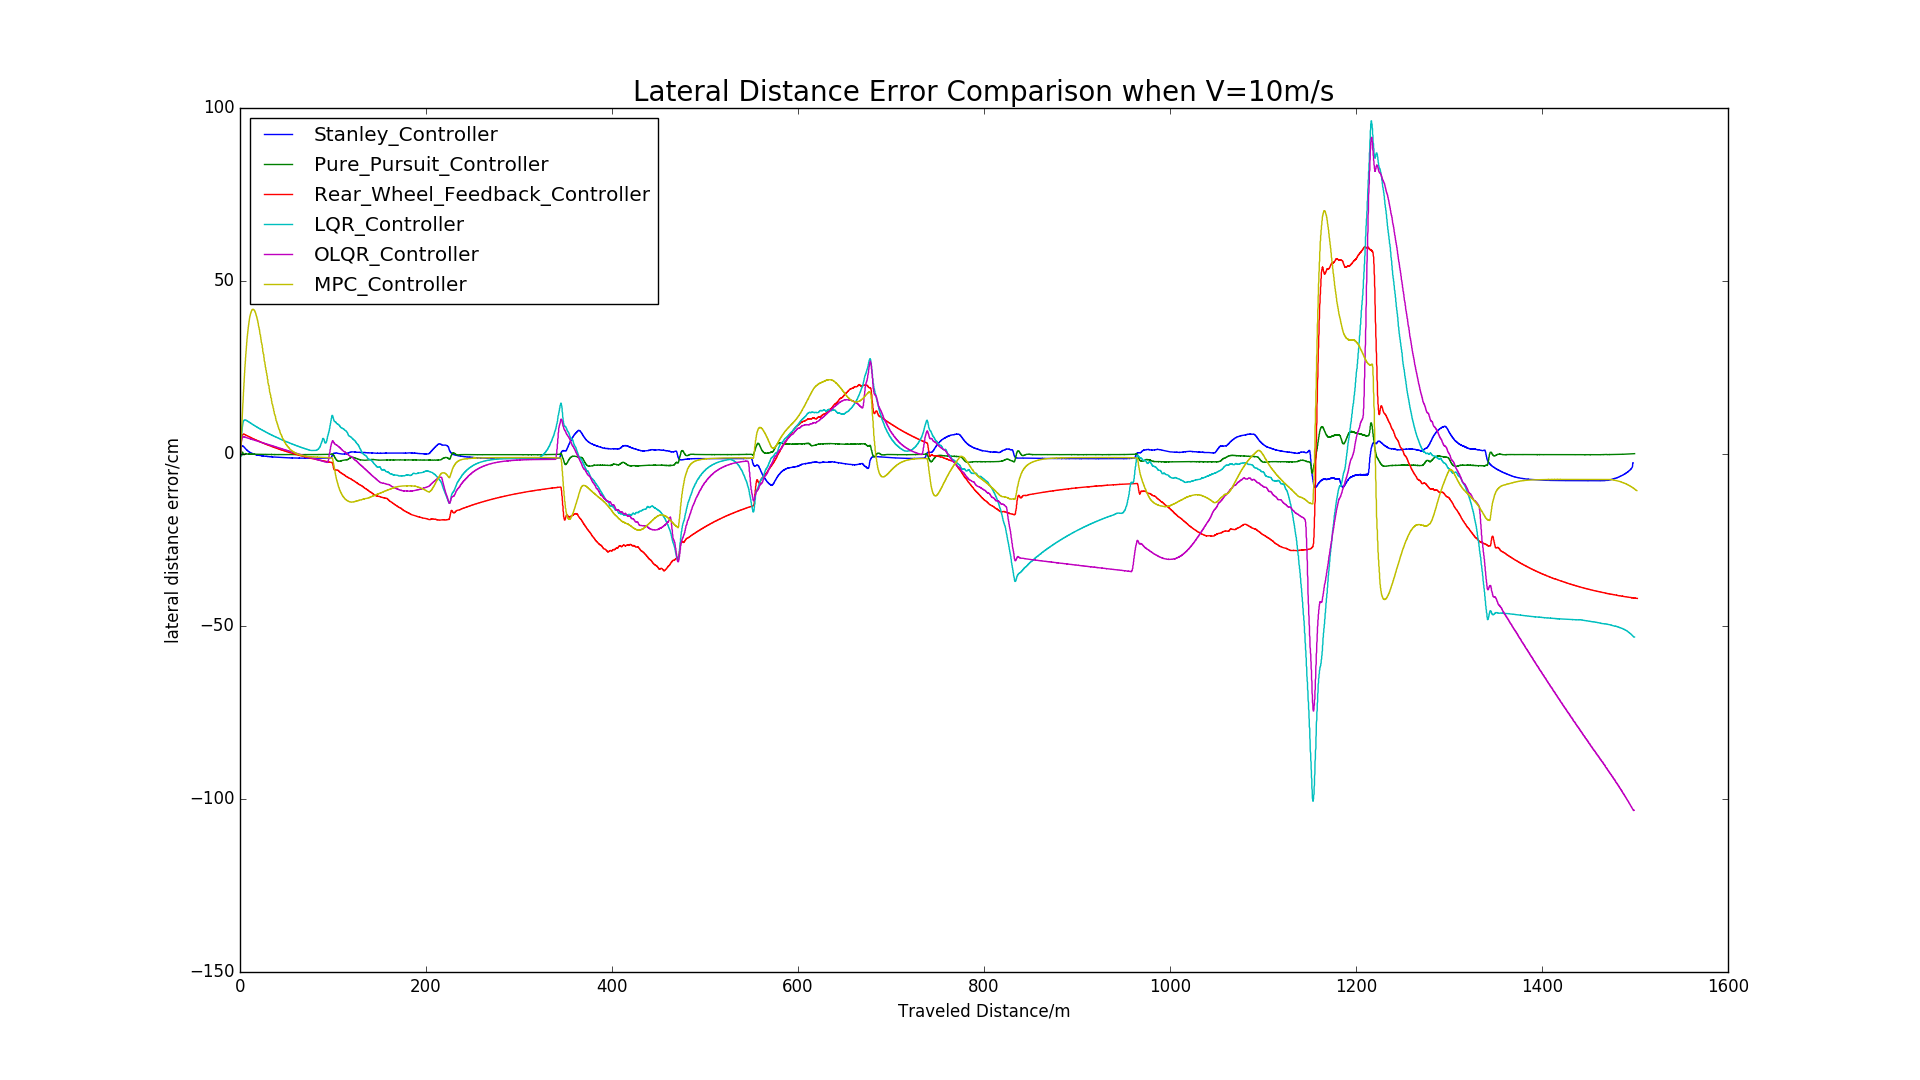 Lateral Distance Error Comparison when V=10m/s
100
50
0
−50
−100
−150
lateral distance error/cm
Stanley_Controller
Pure_Pursuit_Controller
Rear_Wheel_Feedback_Controller
LQR_Controller
OLQR_Controller
MPC_Controller
0 200 400 600 800 1000 1200 1400 1600
Traveled Distance/m